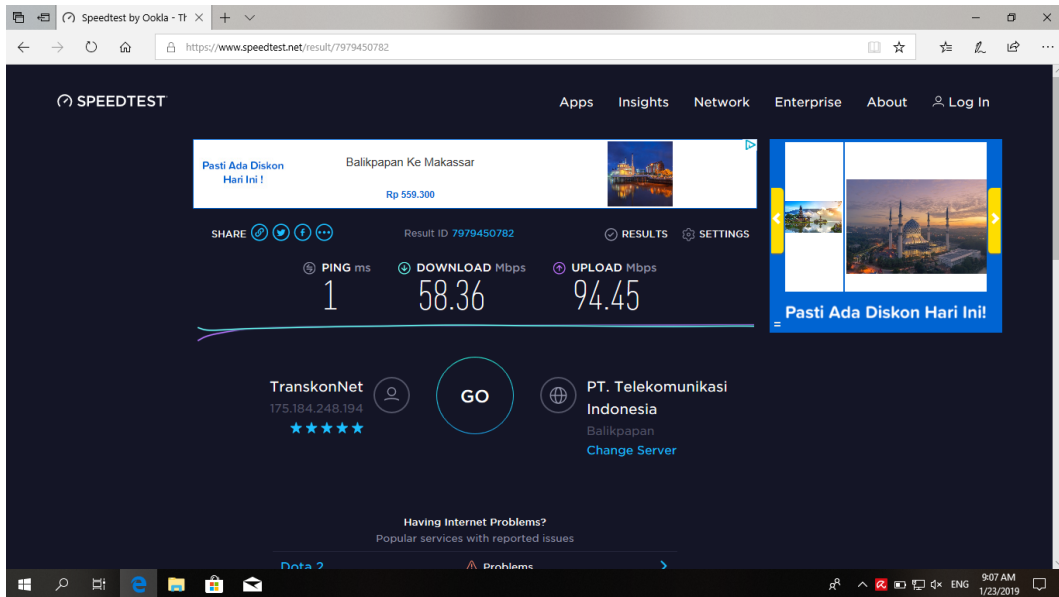 Speedtest by Ookla - Th
https://www.speedtest.net/result/7979450782
SPEEDTEST
Apps Insights Network Enterprise About Log In
Pasti Ada Diskon
Hari Ini !
Balikpapan Ke Makassar
Rp 559.300
SHARE
Result ID 7979450782
RESULTS SETTINGS
PING ms DOWNLOAD Mbps UPLOAD Mbps
1 58.36 94.45
Pasti Ada Diskon Hari Ini!
TranskonNet
175.184.248.194
GO
PT. Telekomunikasi
Indonesia
Balikpapan
Change Server
Having Internet Problems?
Popular services with reported issues
Dota 2 Problems
ENG
9:07 AM
1/23/2019